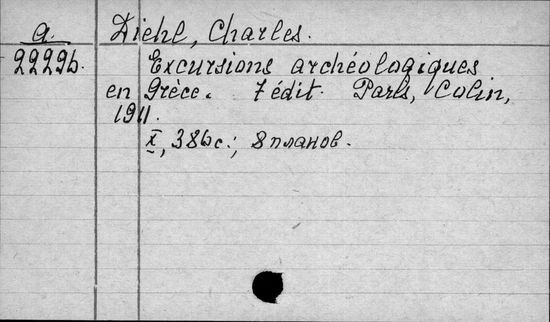 a. Diehl, Charles.
22296. Excursions archéologiques
en Grèce. 7 édit. Paris, Colin,
1911.
X, 386 с.; 8 планов.